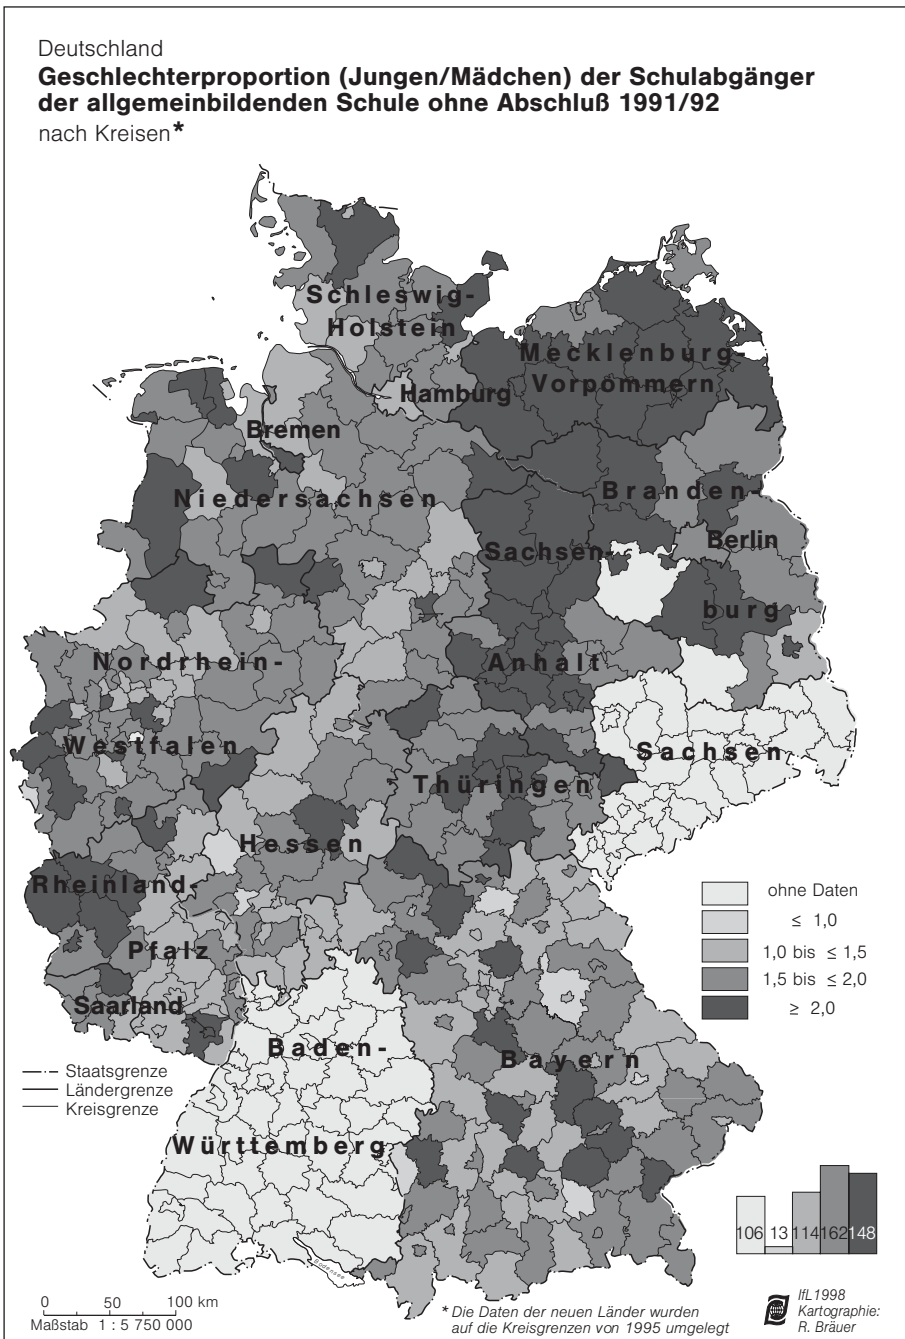 Deutschland
Geschlechterproportion (Jungen/Mädchen) der Schulabgänger
der allgemeinbildenden Schule ohne Abschluß 1991/92
nach Kreisen*
Schleswig-
Holstein
Mecklenburg-
Vorpommern
Hamburg
Bremen
Niedersachsen
Branden-
Berlin
Sachsen-
burg
Nordrhein-
Anhalt
Westfalen
Sachsen
Thüringen
Hessen
Rheinland-
ohne Daten
≤ 1,0
Pfalz
1,0 bis ≤ 1,5
1,5 bis ≤ 2,0
Saarland
≥ 2,0
Baden-
Bayern
Staatsgrenze
Ländergrenze
Kreisgrenze
Württemberg
106 13 114 162 148
Bodensee
0 50 100 km
Maßstab 1 : 5 750 000
* Die Daten der neuen Länder wurden
auf die Kreisgrenzen von 1995 umgelegt
IfL 1998
Kartographie:
R. Bräuer